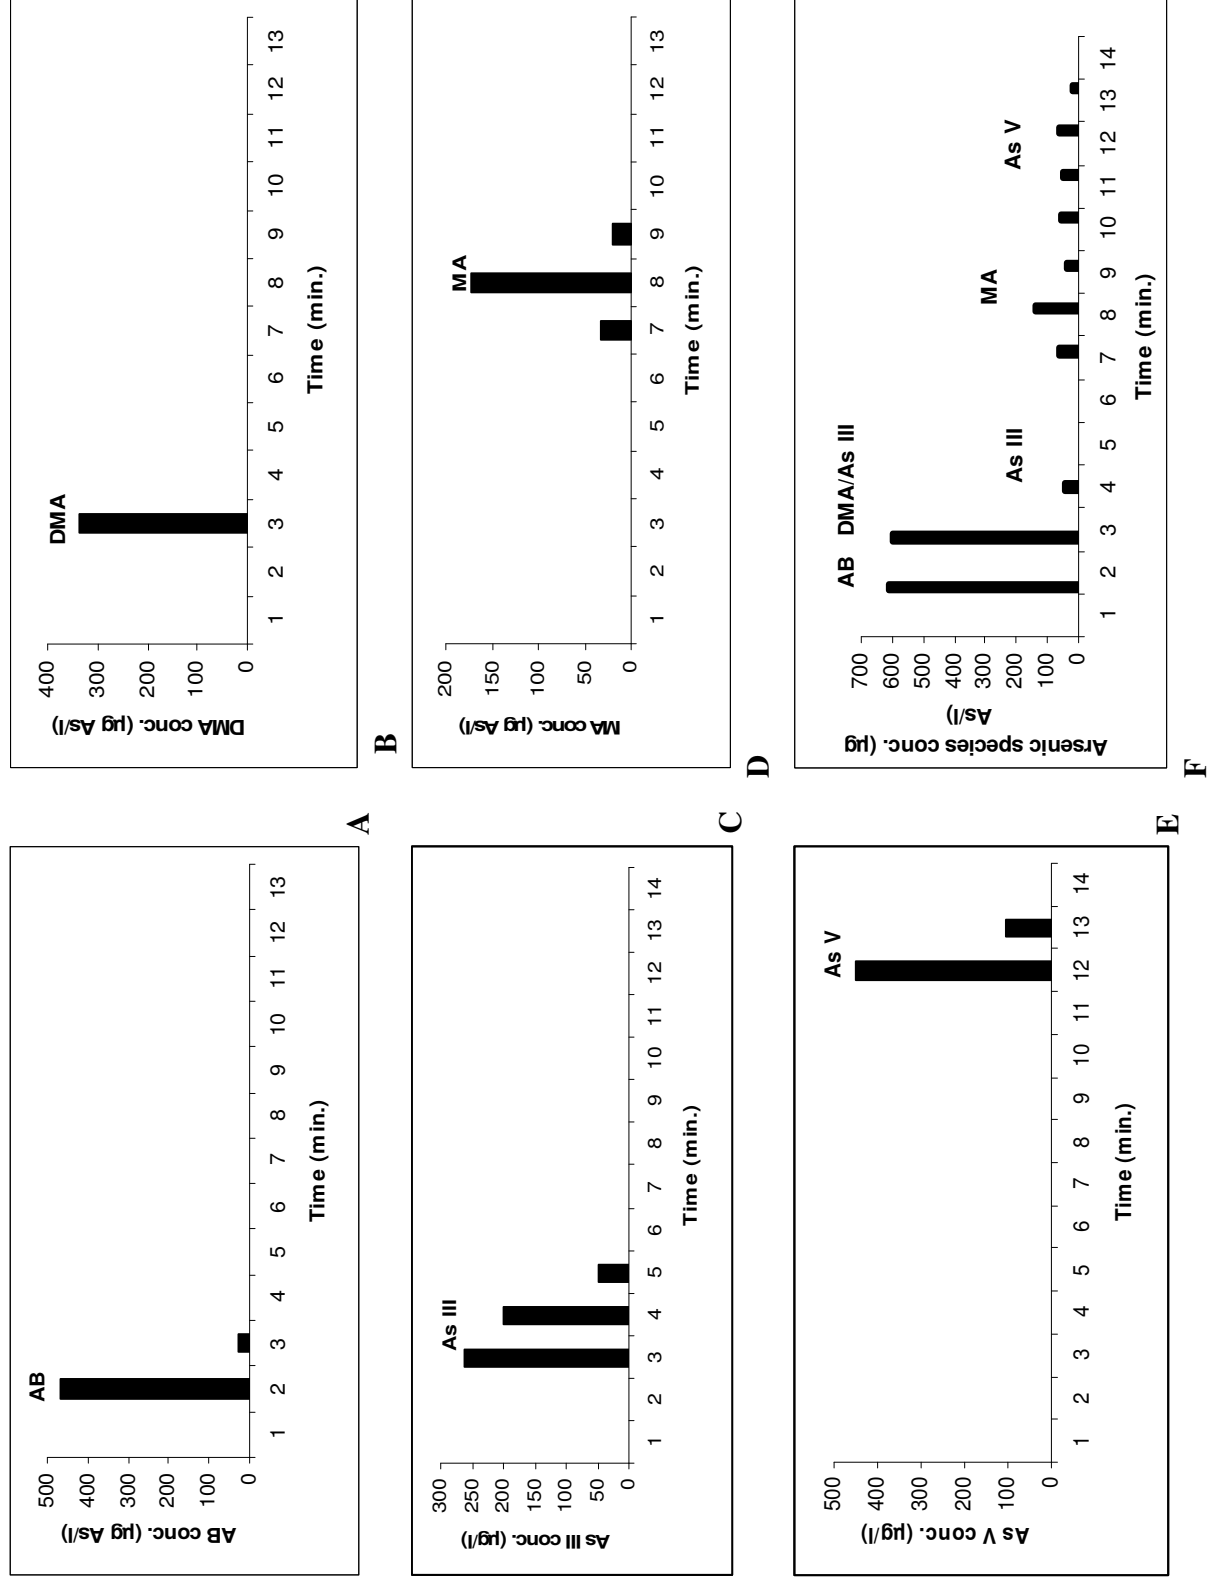 500
400
300
200
100
0
AB conc. (µg As/l)
AB
1 2 3 4 5 6 7 8 9 10 11 12 13
Time (min.)
A
400
300
200
100
0
DMA conc. (µg As/l)
DMA
1 2 3 4 5 6 7 8 9 10 11 12 13
Time (min.)
B
300
250
200
150
100
50
0
As III conc. (µg/l)
As III
1 2 3 4 5 6 7 8 9 10 11 12 13 14
Time (min.)
C
200
150
100
50
0
MA conc. (µg As/l)
MA
1 2 3 4 5 6 7 8 9 10 11 12 13
Time (min.)
D
500
400
300
200
100
0
As V conc. (µg/l)
As V
1 2 3 4 5 6 7 8 9 10 11 12 13 14
Time (min.)
E
700
600
500
400
300
200
100
0
Arsenic species conc. (µg
As/l)
AB DMA/As III
As III
MA
As V
1 2 3 4 5 6 7 8 9 10 11 12 13 14
Time (min.)
F